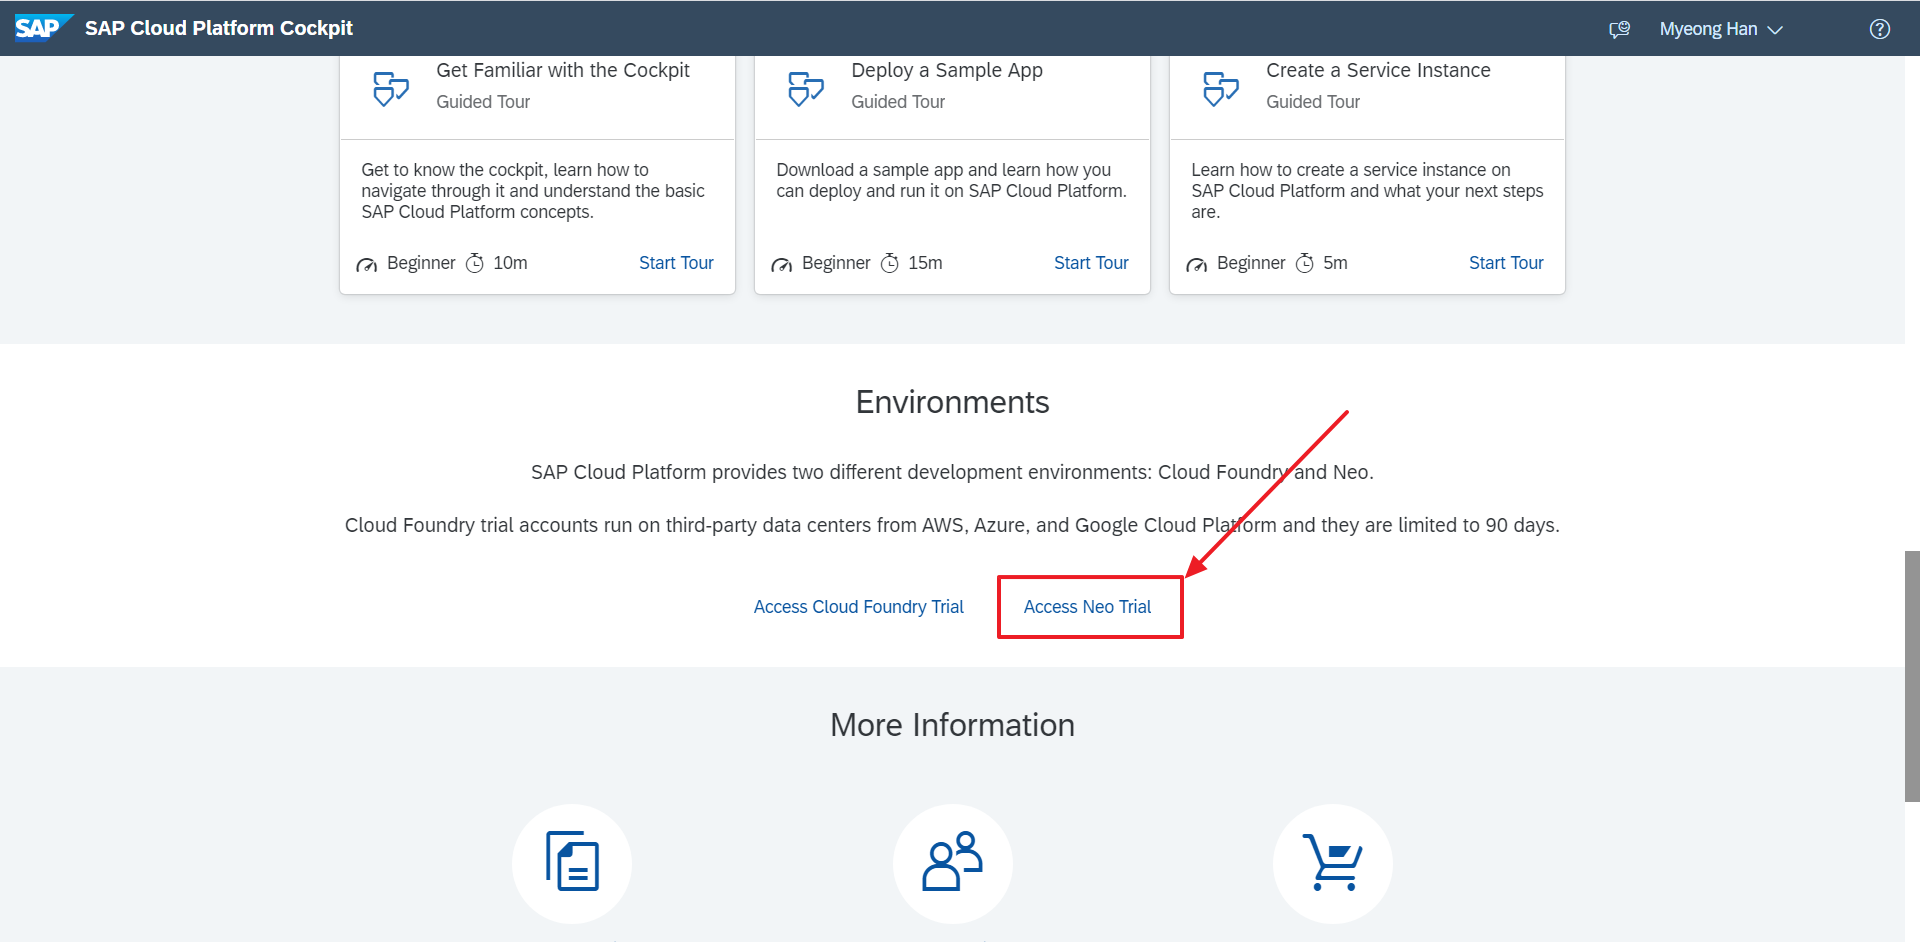 SAP SAP Cloud Platform Cockpit Myeong Han
Get Familiar with the Cockpit
Guided Tour
Get to know the cockpit, learn how to
navigate through it and understand the basic
SAP Cloud Platform concepts.
Beginner 10m Start Tour
Deploy a Sample App
Guided Tour
Download a sample app and learn how you
can deploy and run it on SAP Cloud Platform.
Beginner 15m Start Tour
Create a Service Instance
Guided Tour
Learn how to create a service instance on
SAP Cloud Platform and what your next steps
are.
Beginner 5m Start Tour
Environments
SAP Cloud Platform provides two different development environments: Cloud Foundry and Neo.
Cloud Foundry trial accounts run on third-party data centers from AWS, Azure, and Google Cloud Platform and they are limited to 90 days.
Access Cloud Foundry Trial Access Neo Trial
More Information